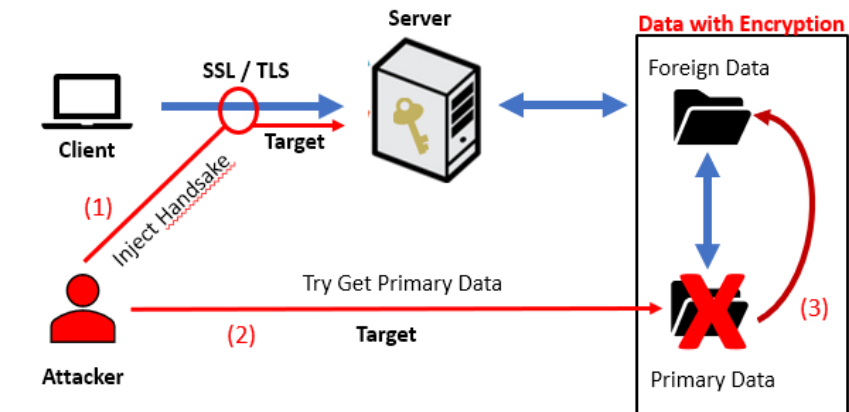 Server
Data with Encryption
SSL / TLS
Foreign Data
Client
Target
(1)
Inject Handsake
Try Get Primary Data
(2)
Target
(3)
Attacker
Primary Data